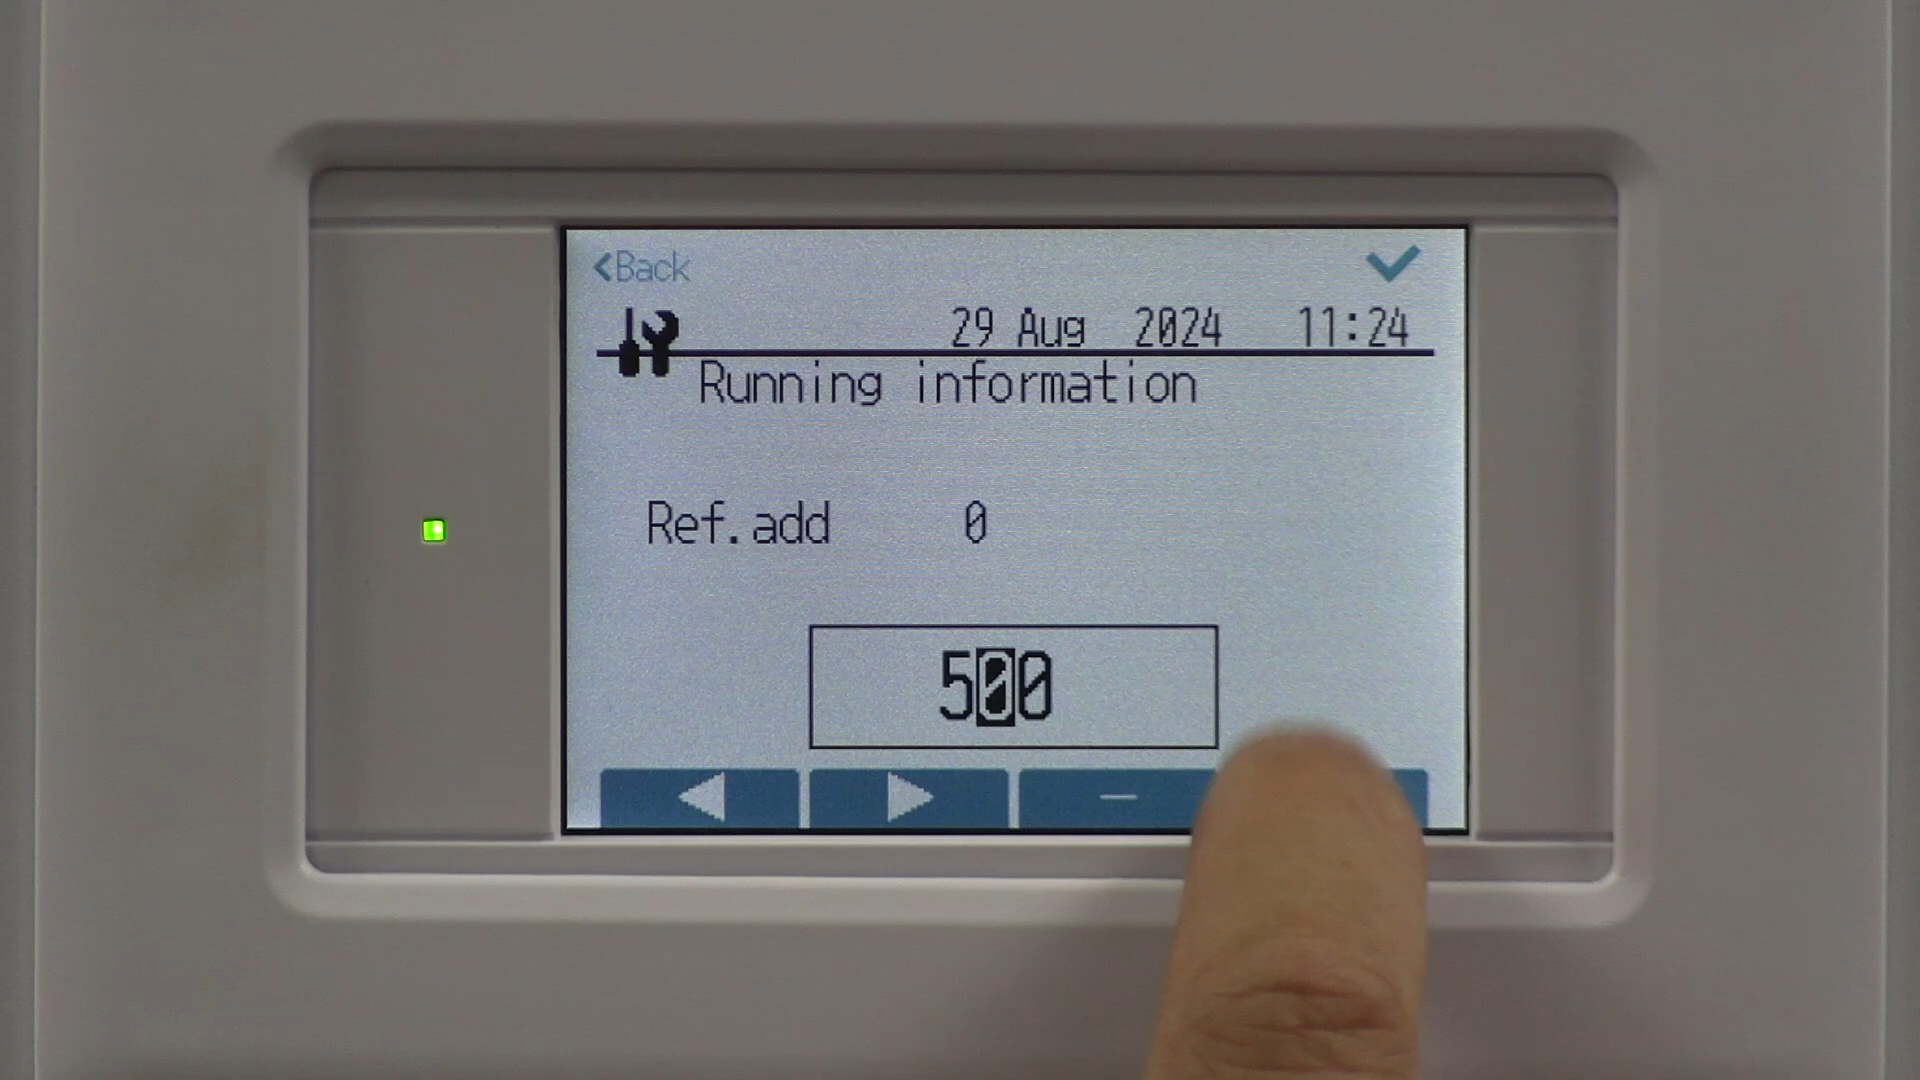 <Back
29 Aug 2024 11:24
Running information
Ref.add 0
500